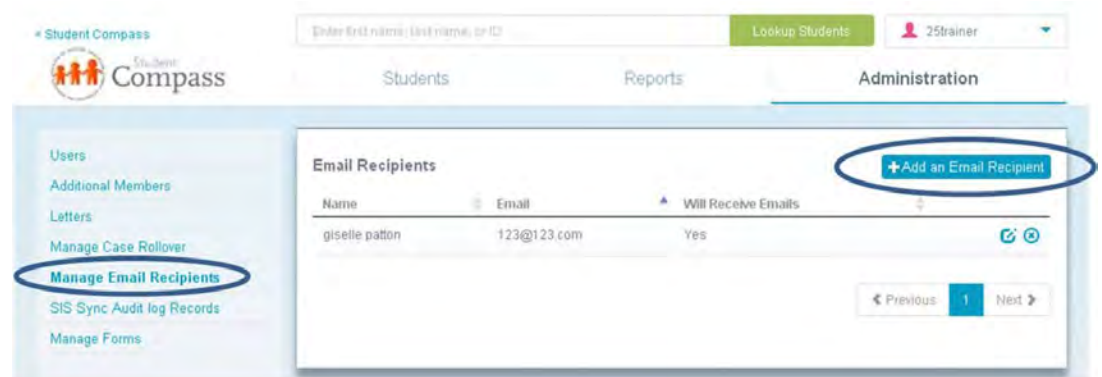 « Student Compass
Enter first name, last name, or ID
Lookup Students
25trainer
Student
Compass
Students
Reports
Administration
Users
Additional Members
Letters
Manage Case Rollover
Manage Email Recipients
SIS Sync Audit log Records
Manage Forms
Email Recipients
+Add an Email Recipient
Name Email Will Receive Emails
giselle patton 123@123.com Yes
Previous 1 Next